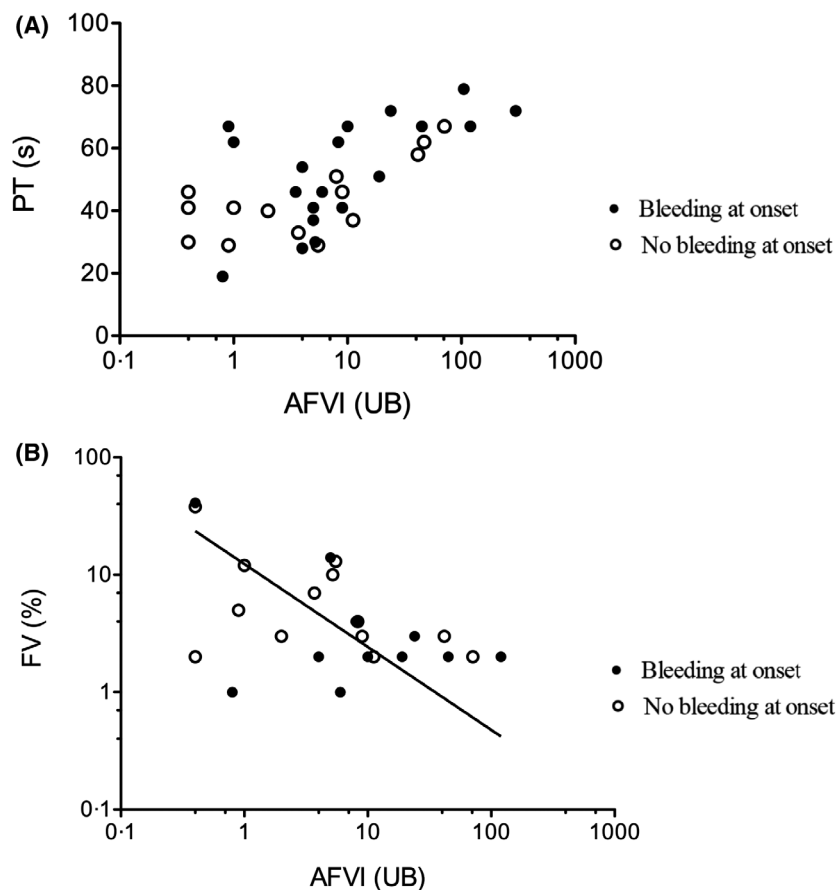 (A)
100
80
60
40
20
0
PT (s)
0·1 1 10 100 1000
AFVI (UB)
Bleeding at onset
No bleeding at onset
(B)
100
10
1
0·1
FV (%)
0·1 1 10 100 1000
AFVI (UB)
Bleeding at onset
No bleeding at onset